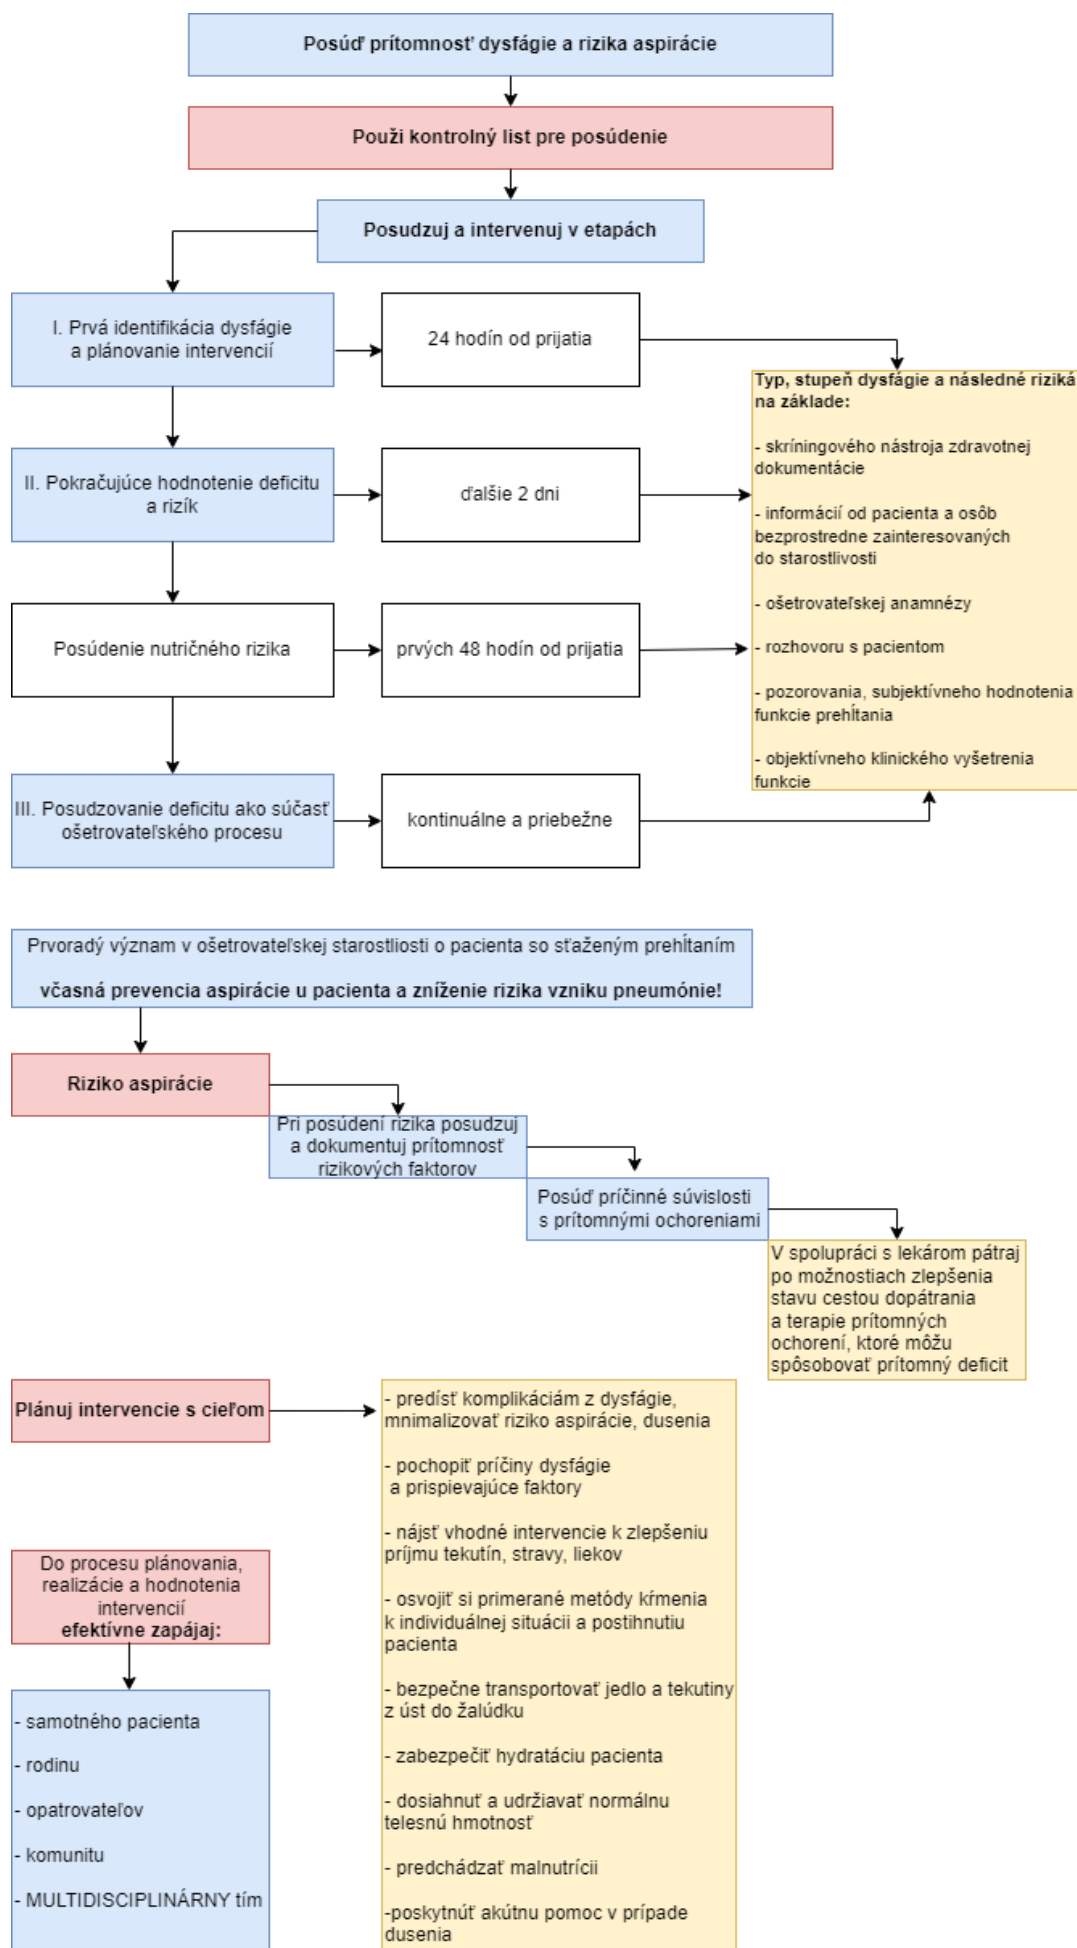 Posúď prítomnosť dysfágie a rizika aspirácie
Použi kontrolný list pre posúdenie
Posudzuj a intervenuj v etapách
I. Prvá identifikácia dysfágie
a plánovanie intervencií
24 hodín od prijatia
Typ, stupeň dysfágie a následné riziká
na základe:
- skríningového nástroja zdravotnej
dokumentácie
- informácií od pacienta a osôb
bezprostredne zainteresovaných
do starostlivosti
- ošetrovateľskej anamnézy
- rozhovoru s pacientom
- pozorovania, subjektívneho hodnotenia
funkcie prehĺtania
- objektívneho klinického vyšetrenia
funkcie
II. Pokračujúce hodnotenie deficitu
a rizík
ďalšie 2 dni
Posúdenie nutričného rizika
prvých 48 hodín od prijatia
III. Posudzovanie deficitu ako súčasť
ošetrovateľského procesu
kontinuálne a priebežne
Prvoradý význam v ošetrovateľskej starostliosti o pacienta so sťaženým prehĺtaním
včasná prevencia aspirácie u pacienta a zníženie rizika vzniku pneumónie!
Riziko aspirácie
Pri posúdení rizika posudzuj
a dokumentuj prítomnosť
rizikových faktorov
Posúď príčinné súvislosti
s prítomnými ochoreniami
V spolupráci s lekárom pátraj
po možnostiach zlepšenia
stavu cestou dopátrania
a terapie prítomných
ochorení, ktoré môžu
spôsobovať prítomný deficit
Plánuj intervencie s cieľom
- predísť komplikáciám z dysfágie,
mnimalizovať riziko aspirácie, dusenia
- pochopiť príčiny dysfágie
a prispievajúce faktory
- nájsť vhodné intervencie k zlepšeniu
príjmu tekutín, stravy, liekov
- osvojiť si primerané metódy kŕmenia
k individuálnej situácii a postihnutiu
pacienta
- bezpečne transportovať jedlo a tekutiny
z úst do žalúdku
- zabezpečiť hydratáciu pacienta
- dosiahnuť a udržiavať normálnu
telesnú hmotnosť
- predchádzať malnutrícii
-poskytnúť akútnu pomoc v prípade
dusenia
Do procesu plánovania,
realizácie a hodnotenia
intervencií
efektívne zapájaj:
- samotného pacienta
- rodinu
- opatrovateľov
- komunitu
- MULTIDISCIPLINÁRNY tím